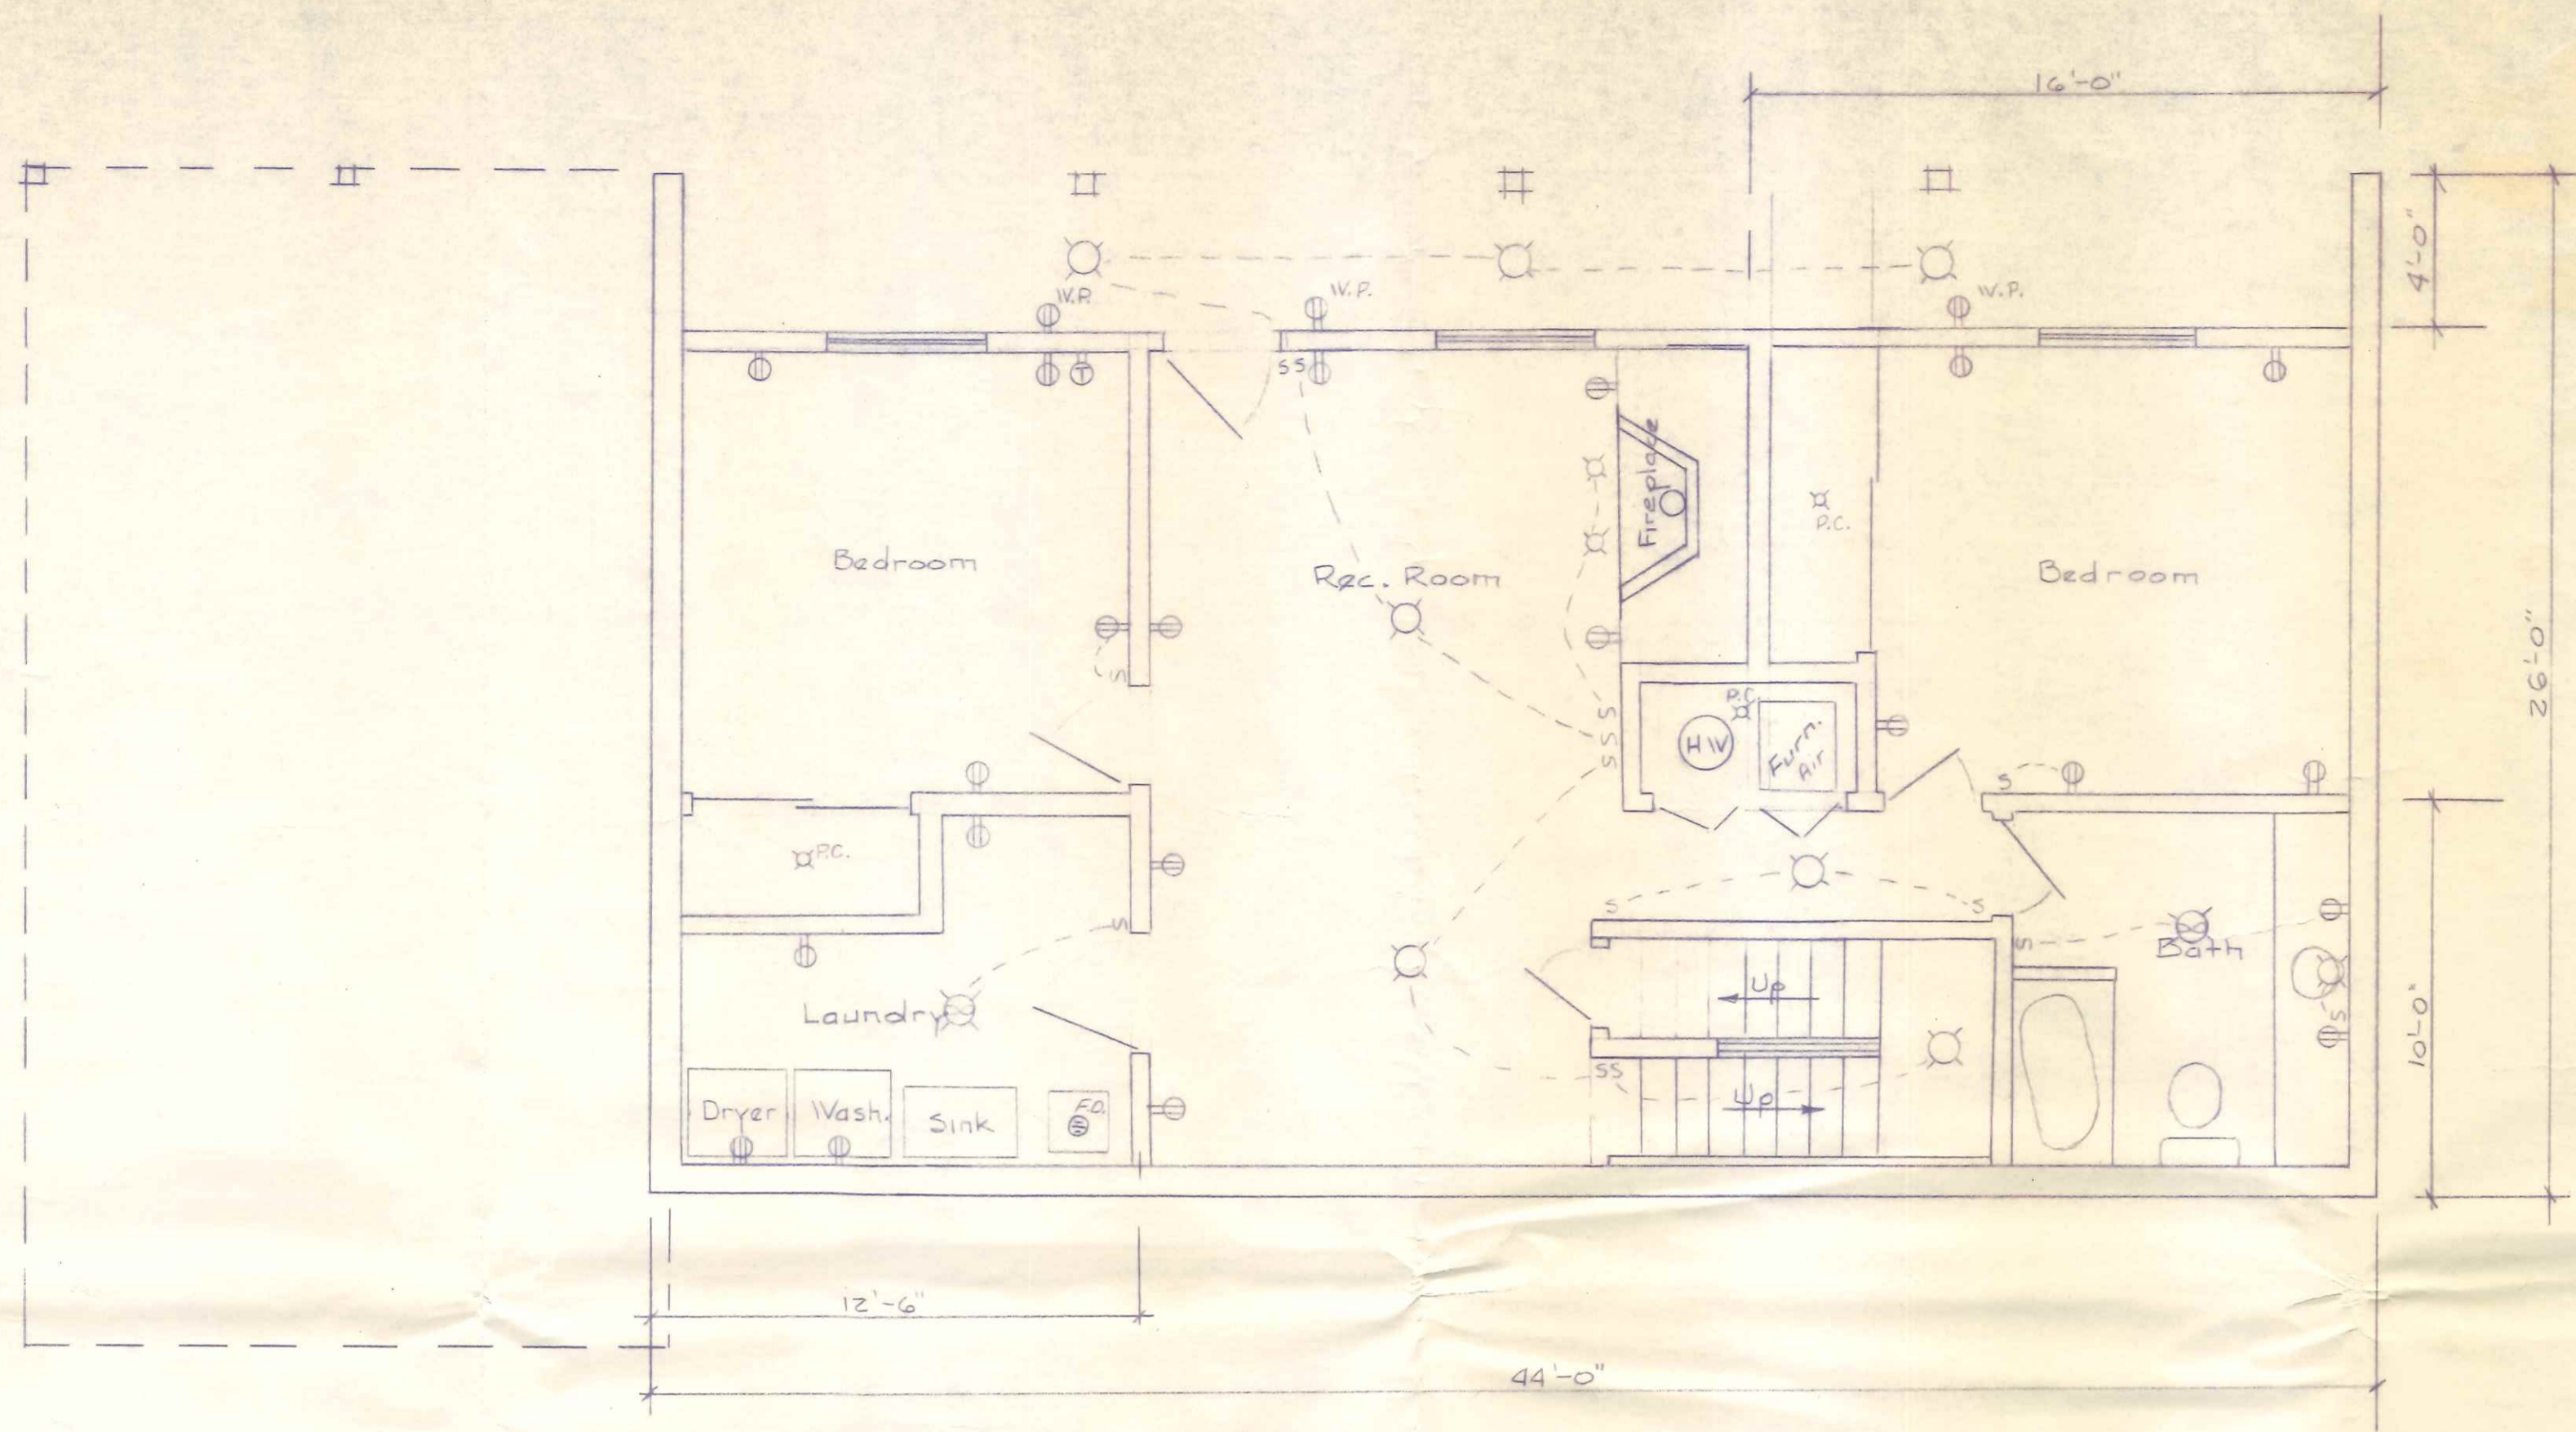 16'-0"
4'-0"
W.P.
W.P.
W.P.
S S
T
Fireplace
P.C.
Bedroom
Rec. Room
Bedroom
26'-0"
S
P.C.
S
S
S
S
HW
Furn.
Air
S
P.C.
S
S
S
S
Bath
Up
Laundry
10'-0"
S
SS
Up
Dryer
Wash.
Sink
F.D.
12'-6"
44'-0"